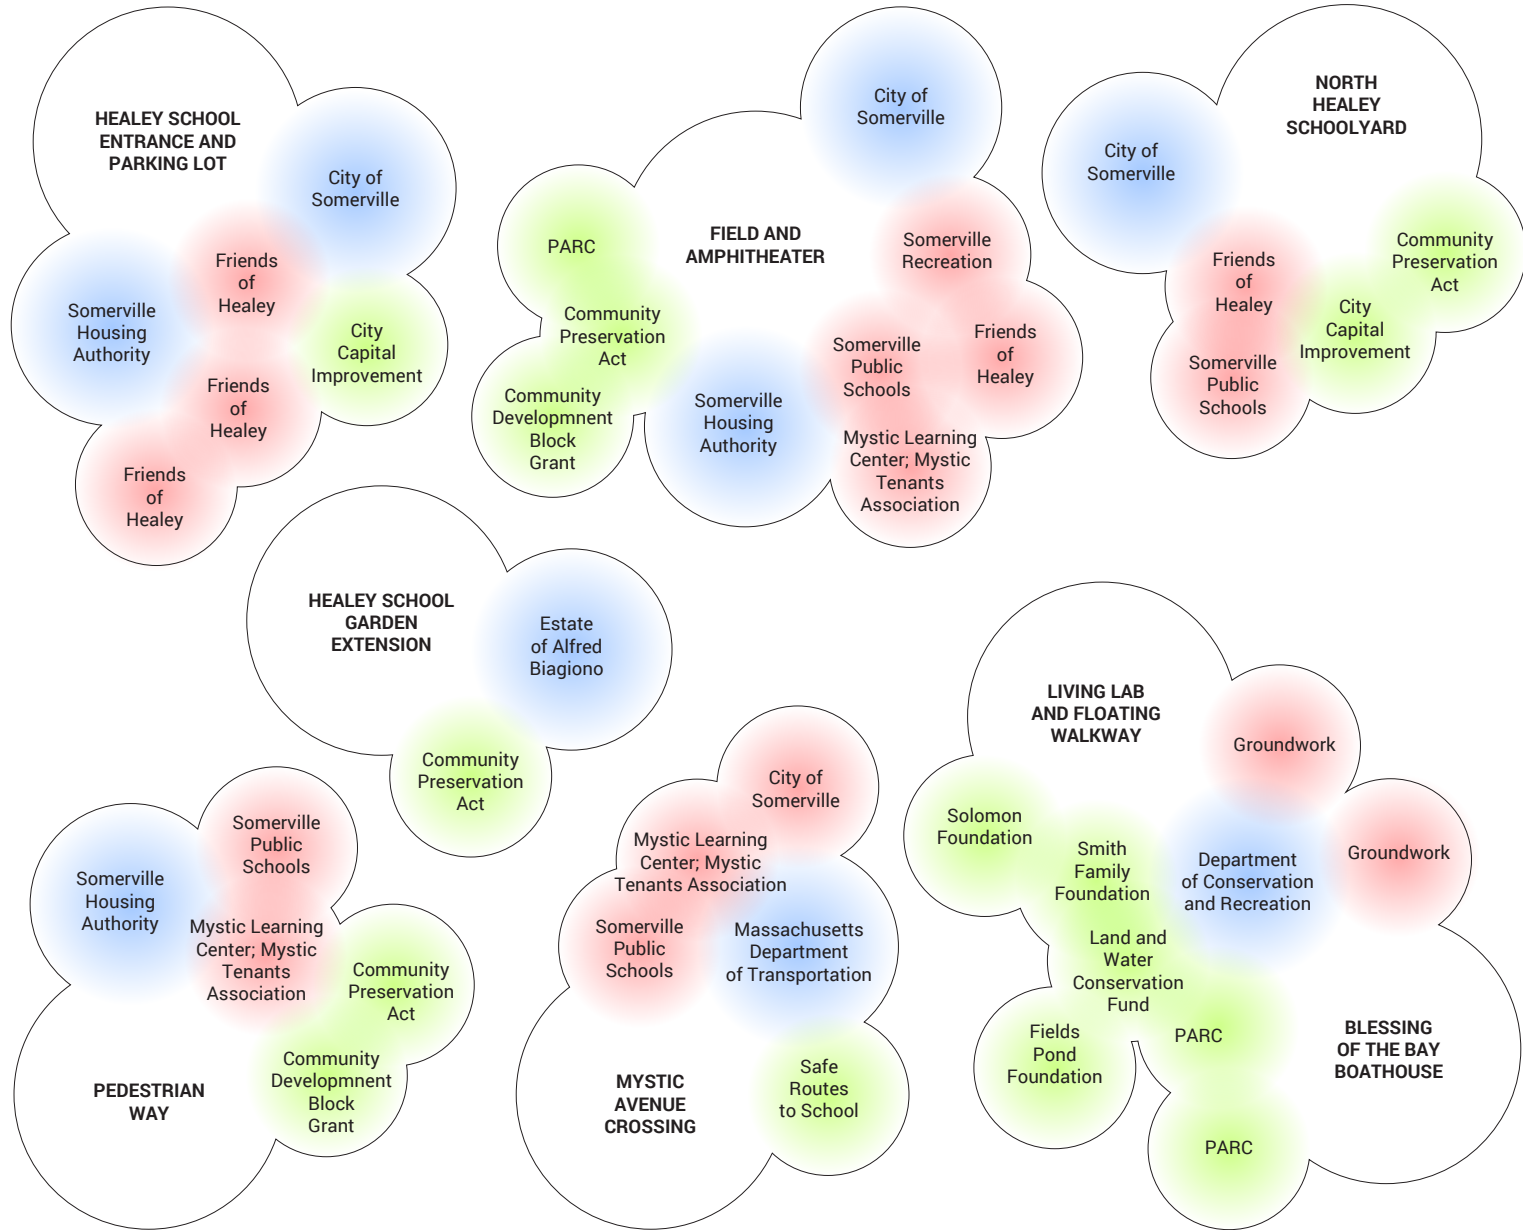 HEALEY SCHOOL
ENTRANCE AND
PARKING LOT
City of
Somerville
Friends
of
Healey
Somerville
Housing
Authority
City
Capital
Improvement
Friends
of
Healey
Friends
of
Healey
City of
Somerville
PARC
FIELD AND
AMPHITHEATER
Somerville
Recreation
Community
Preservation
Act
Somerville
Public
Schools
Friends
of
Healey
Community
Developmnent
Block
Grant
Somerville
Housing
Authority
Mystic Learning
Center; Mystic
Tenants
Association
NORTH
HEALEY
SCHOOLYARD
City of
Somerville
Friends
of
Healey
Community
Preservation
Act
City
Capital
Improvement
Somerville
Public
Schools
HEALEY SCHOOL
GARDEN
EXTENSION
Estate
of Alfred
Biagiono
Community
Preservation
Act
Somerville
Public
Schools
Somerville
Housing
Authority
Mystic Learning
Center; Mystic
Tenants
Association
Community
Preservation
Act
Community
Developmnent
Block
Grant
PEDESTRIAN
WAY
City of
Somerville
Mystic Learning
Center; Mystic
Tenants Association
Somerville
Public
Schools
Massachusetts
Department
of Transportation
Safe
Routes
to School
MYSTIC
AVENUE
CROSSING
LIVING LAB
AND FLOATING
WALKWAY
Groundwork
Solomon
Foundation
Smith
Family
Foundation
Department
of Conservation
and Recreation
Groundwork
Land and
Water
Conservation
Fund
Fields
Pond
Foundation
PARC
BLESSING
OF THE BAY
BOATHOUSE
PARC